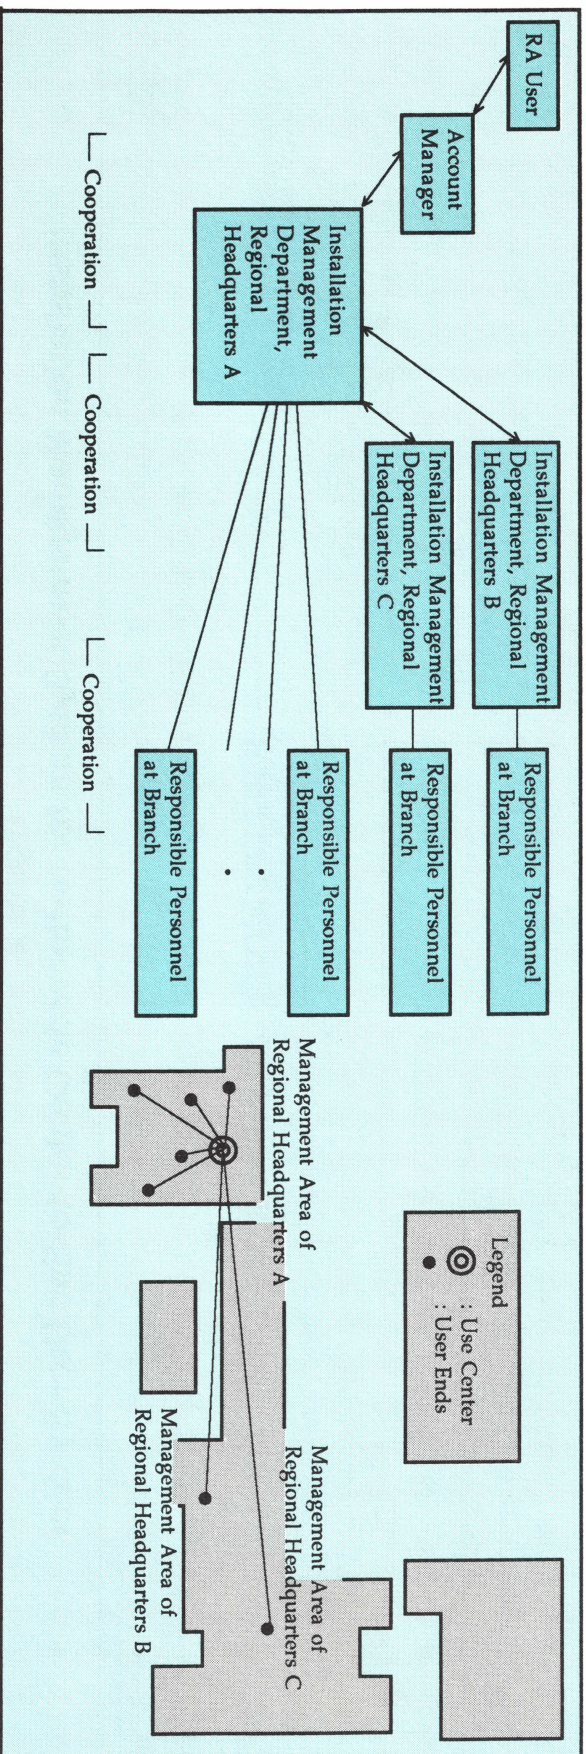 RA User
Account
Manager
Installation
Management
Department,
Regional
Headquarters A
Installation Management
Department, Regional
Headquarters B
Installation Management
Department, Regional
Headquarters C
Responsible Personnel
at Branch
Responsible Personnel
at Branch
Responsible Personnel
at Branch
Responsible Personnel
at Branch
Cooperation
Cooperation
Cooperation
Legend
: Use Center
: User Ends
Management Area of
Regional Headquarters A
Management Area of
Regional Headquarters C
Management Area of
Regional Headquarters B